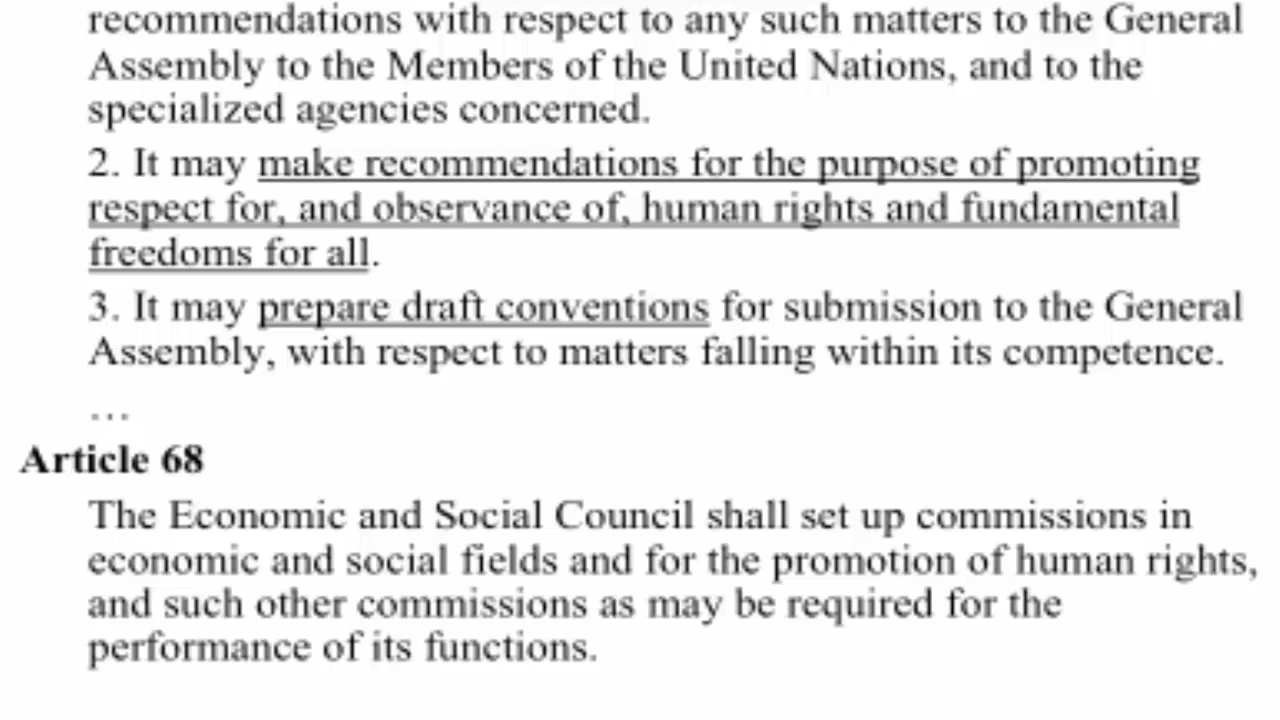 recommendations with respect to any such matters to the General
Assembly to the Members of the United Nations, and to the
specialized agencies concerned.
2. It may make recommendations for the purpose of promoting
respect for, and observance of, human rights and fundamental
freedoms for all.
3. It may prepare draft conventions for submission to the General
Assembly, with respect to matters falling within its competence.
…
Article 68
The Economic and Social Council shall set up commissions in
economic and social fields and for the promotion of human rights,
and such other commissions as may be required for the
performance of its functions.